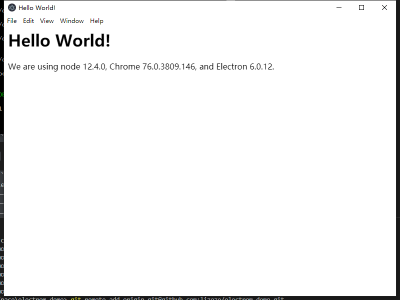 Hello World!
File Edit View Window Help
Hello World!
We are using node 12.4.0, Chrome 76.0.3809.146, and Electron 6.0.12.